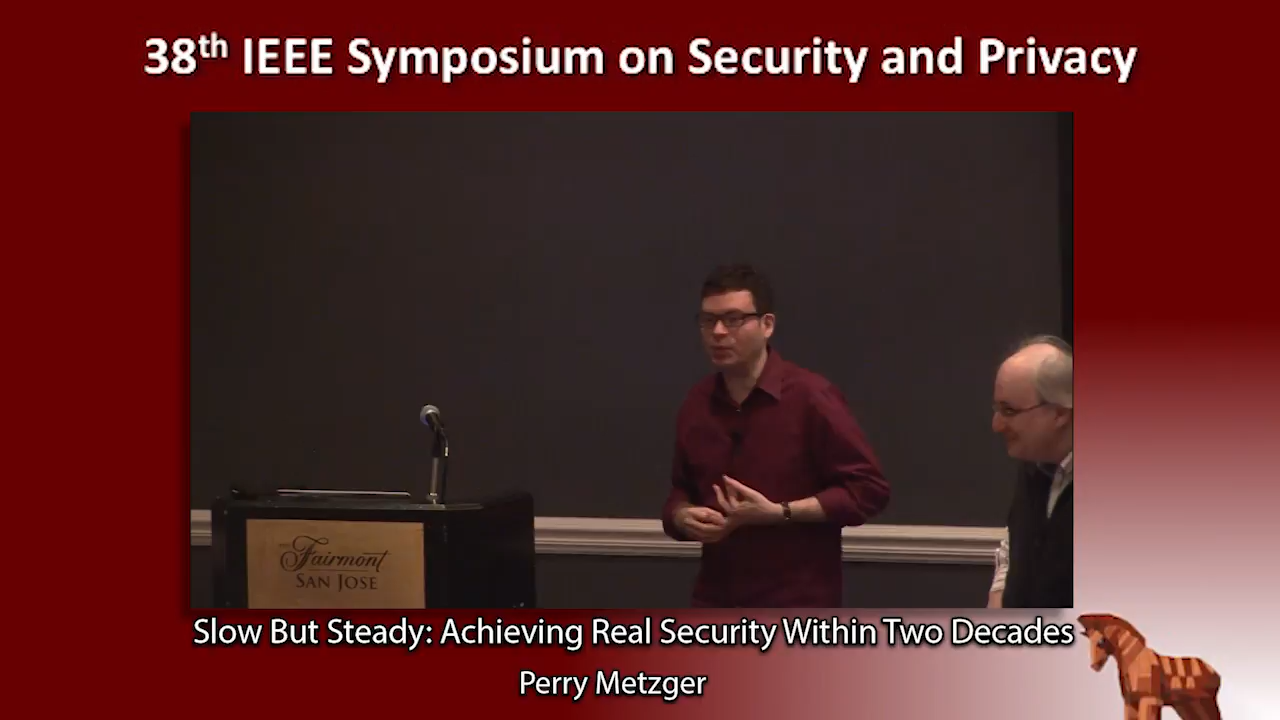 38th IEEE Symposium on Security and Privacy
Fairmont
SAN JOSE
Slow But Steady: Achieving Real Security Within Two Decades
Perry Metzger